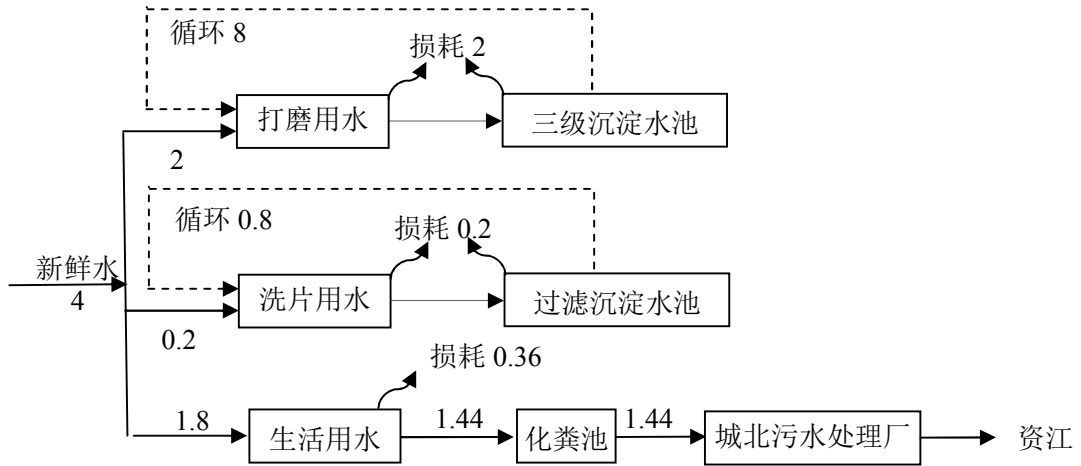 循环 8
损耗 2
打磨用水
三级沉淀水池
2
循环 0.8
损耗 0.2
新鲜水
4
洗片用水
过滤沉淀水池
0.2
损耗 0.36
1.8
生活用水
1.44
化粪池
1.44
城北污水处理厂
资江